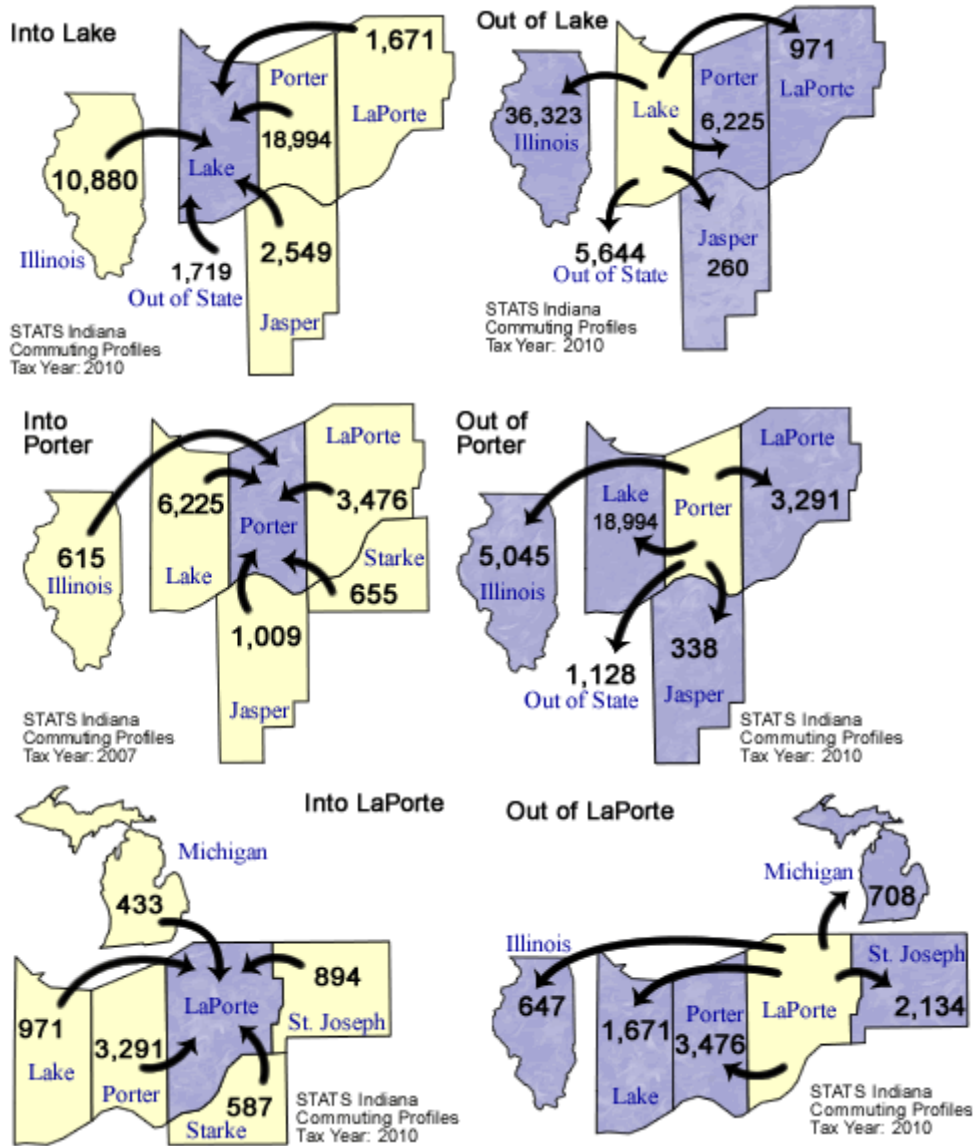 Into Lake
1,671
Porter
LaPorte
18,994
10,880
Lake
Illinois
2,549
1,719
Out of State
Jasper
STATS Indiana
Commuting Profiles
Tax Year: 2010
Out of Lake
971
Porter
LaPorte
36,323
Illinois
Lake
6,225
Jasper
260
5,644
Out of State
STATS Indiana
Commuting Profiles
Tax Year: 2010
Into
Porter
LaPorte
6,225
3,476
Porter
615
Illinois
Starke
Lake
655
1,009
Jasper
STATS Indiana
Commuting Profiles
Tax Year: 2007
Out of
Porter
LaPorte
Lake
18,994
Porter
3,291
5,045
Illinois
338
1,128
Out of State
Jasper
STATS Indiana
Commuting Profiles
Tax Year: 2010
Into LaPorte
Michigan
433
894
LaPorte
St. Joseph
971
3,291
Lake
Porter
587
Starke
STATS Indiana
Commuting Profiles
Tax Year: 2010
Out of LaPorte
Michigan
708
Illinois
St. Joseph
647
LaPorte
2,134
1,671
Porter
3,476
Lake
STATS Indiana
Commuting Profiles
Tax Year: 2010